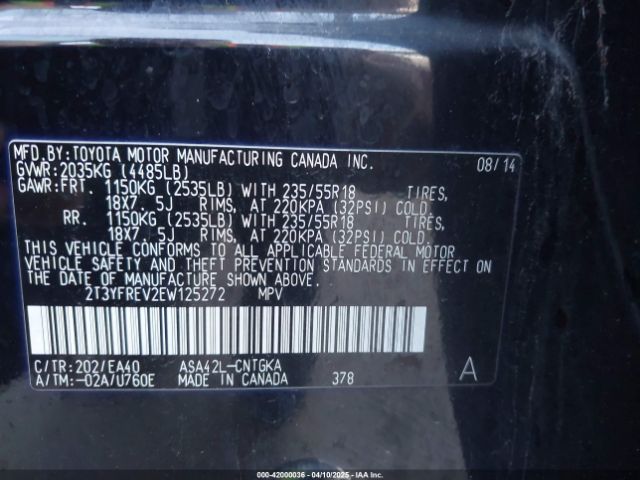 MFD.BY:TOYOTA MOTOR MANUFACTURING CANADA INC. 08/14
GVWR:2035KG (4485LB)
GAWR:FRT. 1150KG (2535LB) WITH 235/55R18 TIRES,
18X7. 5J RIMS, AT 220KPA (32PSI) COLD.
RR. 1150KG (2535LB) WITH 235/55R18 TIRES,
18X7. 5J RIMS, AT 220KPA (32PSI) COLD.
THIS VEHICLE CONFORMS TO ALL APPLICABLE FEDERAL MOTOR
VEHICLE SAFETY AND THEFT PREVENTION STANDARDS IN EFFECT ON
THE DATE OF MANUFACTURE SHOWN ABOVE.
2T3YFREV2EW125272 MPV
C/TR:202/EA40 ASA42L-CNTGKA
A/TM:-02A/U760E MADE IN CANADA 378 A
000-42000036 - 04/10/2025 - IAAI.COM